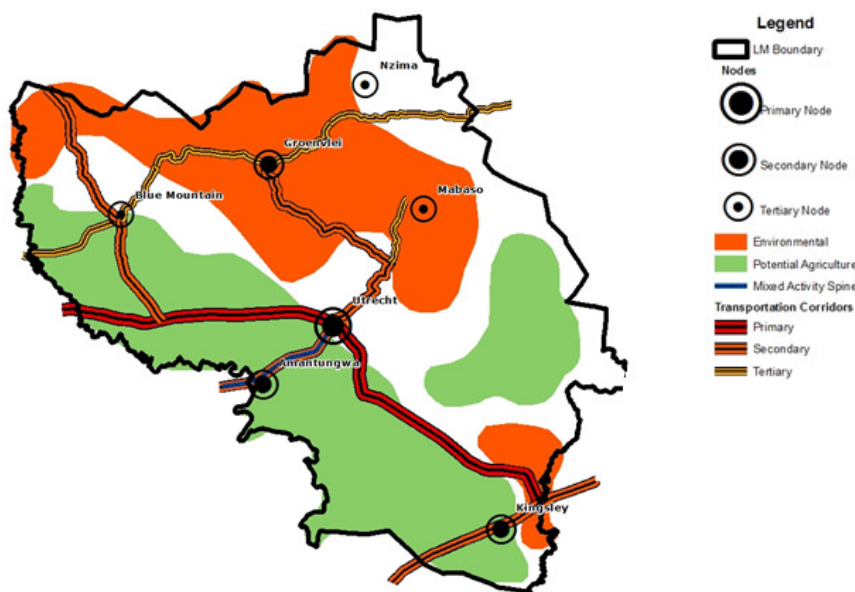 Nzima
Groenvlei
Blue Mountain
Mabaso
Utrecht
Amantungwa
Kingsley
Legend
LM Boundary
Nodes
Primary Node
Secondary Node
Tertiary Node
Environmental
Potential Agriculture
Mixed Activity Spine
Transportation Corridors
Primary
Secondary
Tertiary